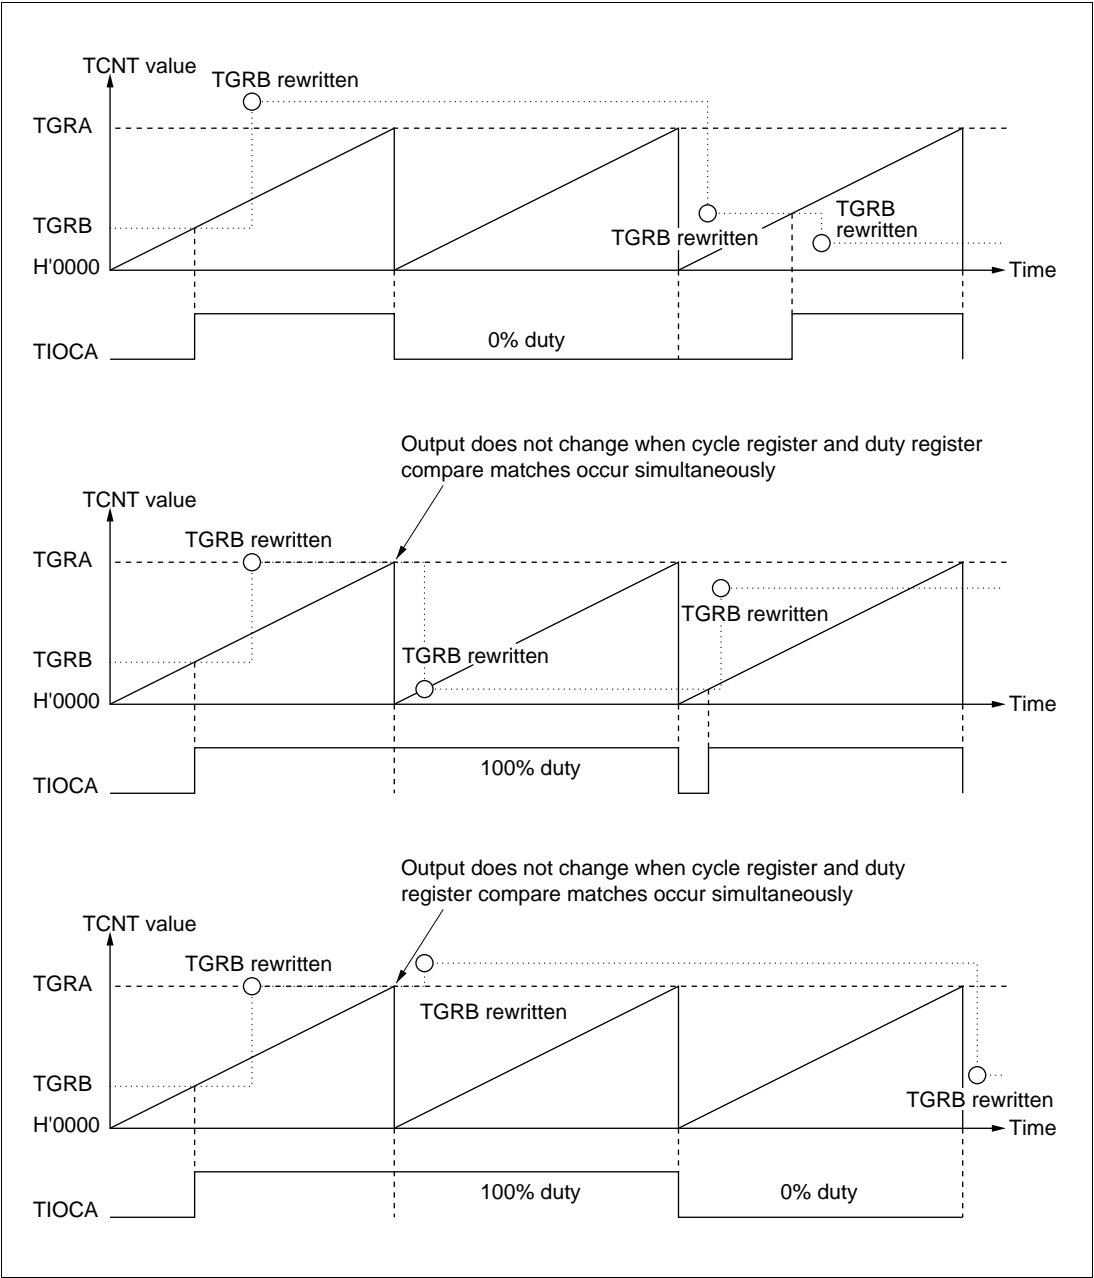 TCNT value
TGRB rewritten
TGRA
TGRB
TGRB
rewritten
TGRB rewritten
H'0000
Time
0% duty
TIOCA
Output does not change when cycle register and duty register
compare matches occur simultaneously
TCNT value
TGRB rewritten
TGRA
TGRB rewritten
TGRB
TGRB rewritten
H'0000
Time
100% duty
TIOCA
Output does not change when cycle register and duty
register compare matches occur simultaneously
TCNT value
TGRB rewritten
TGRA
TGRB rewritten
TGRB
TGRB rewritten
H'0000
Time
100% duty
0% duty
TIOCA